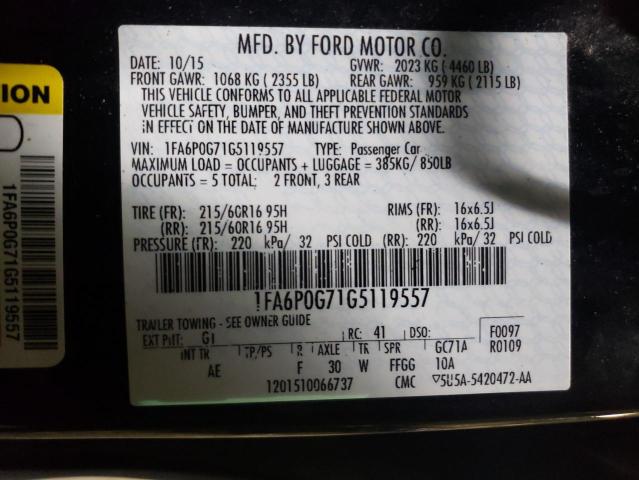 MFD. BY FORD MOTOR CO.
DATE: 10/15 GVWR: 2023 KG ( 4460 LB)
FRONT GAWR: 1068 KG ( 2355 LB) REAR GAWR: 959 KG ( 2115 LB)
THIS VEHICLE CONFORMS TO ALL APPLICABLE FEDERAL MOTOR
VEHICLE SAFETY, BUMPER, AND THEFT PREVENTION STANDARDS
IN EFFECT ON THE DATE OF MANUFACTURE SHOWN ABOVE.
VIN: 1FA6P0G71G5119557 TYPE: Passenger Car
MAXIMUM LOAD = OCCUPANTS + LUGGAGE = 385KG/ 850LB
OCCUPANTS = 5 TOTAL: 2 FRONT, 3 REAR
TIRE (FR): 215/60R16 95H RIMS (FR): 16x6.5J
(RR): 215/60R16 95H (RR): 16x6.5J
PRESSURE (FR): 220 kPa/ 32 PSI COLD (RR): 220 kPa/ 32 PSI COLD
1FA6P0G71G5119557
TRAILER TOWING - SEE OWNER GUIDE
EXT PNT: G1 RC: 41 DSO: F0097
INT TR TP/PS R AXLE TR SPR GC71A R0109
AE F 30 W FFGG 10A
1201510066737 CMC 5U5A-5420472-AA
ION
1FA6P0G71G5119557